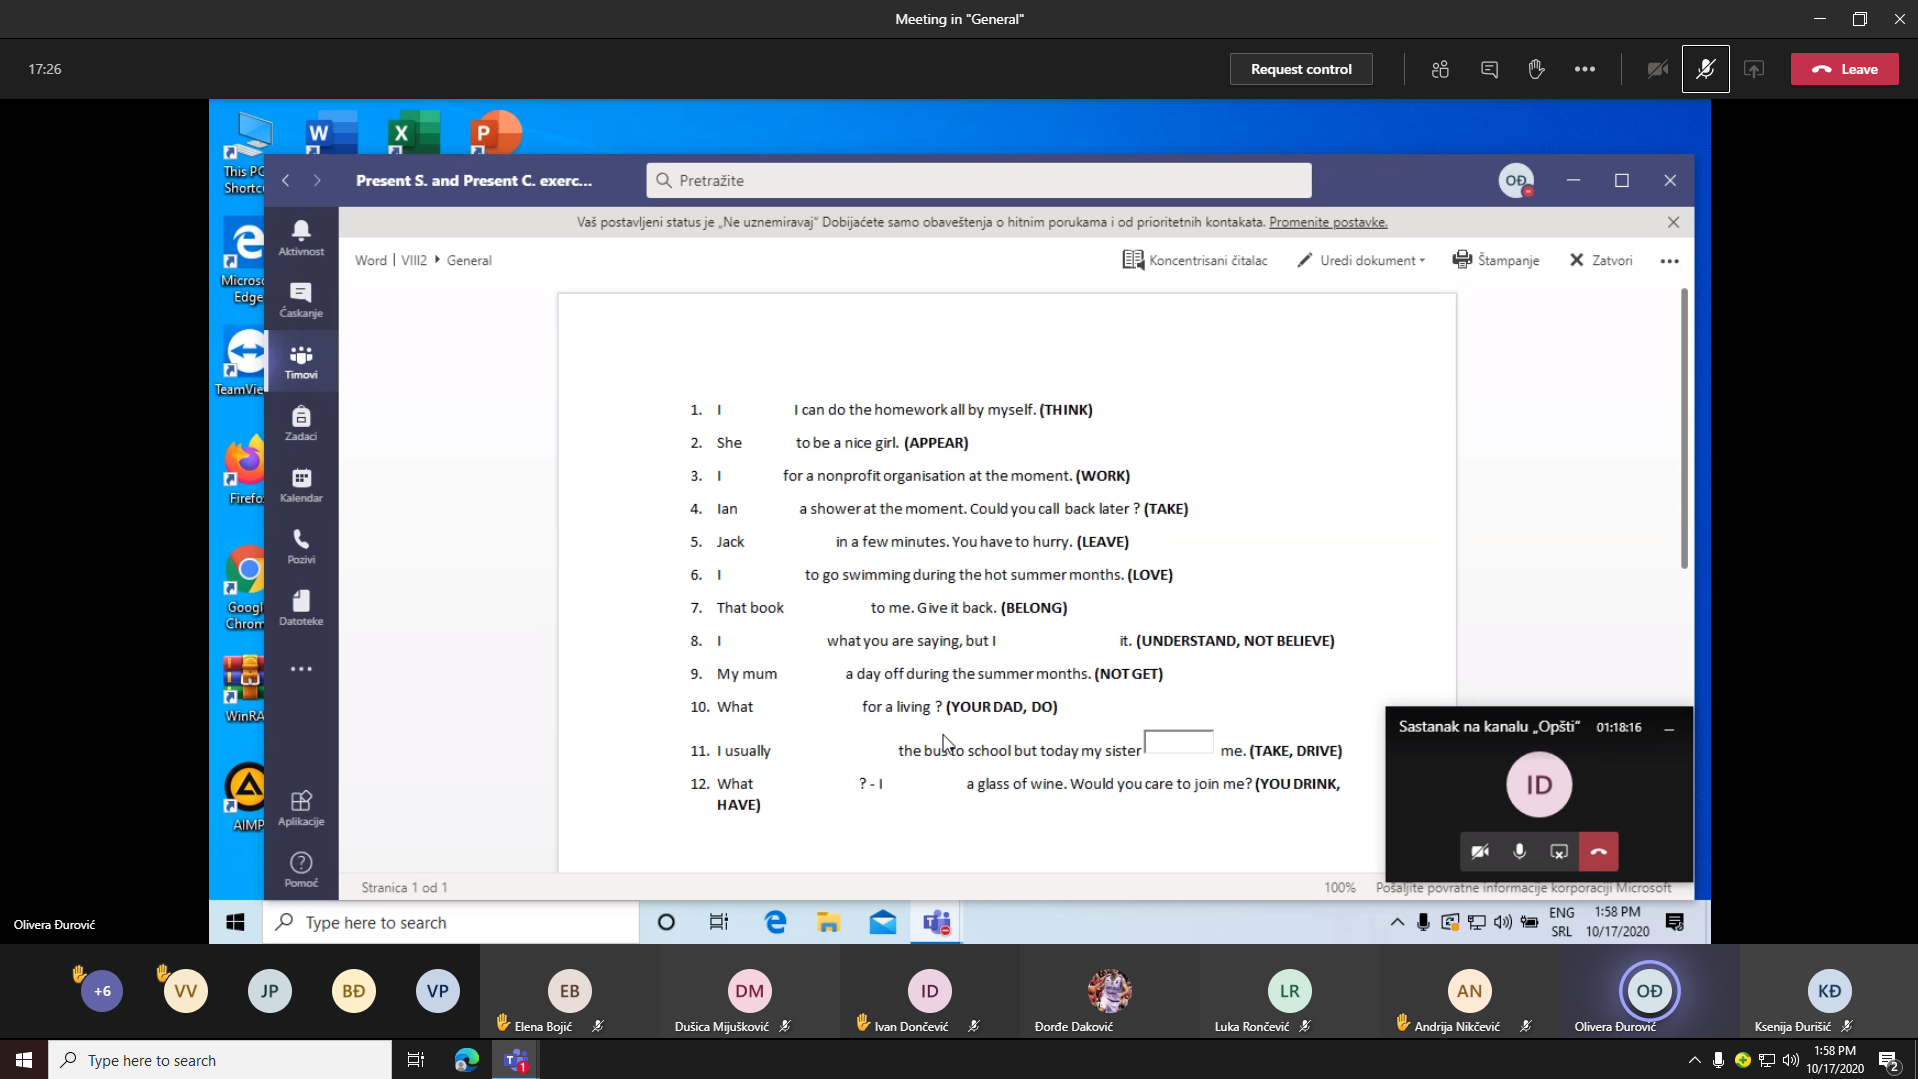 Meeting in "General"
17:26
Request control
Leave
This PC
Shortcu
Present S. and Present C. exerc...
Pretražite
OĐ
Vaš postavljeni status je „Ne uznemiravaj“ Dobijaćete samo obaveštenja o hitnim porukama i od prioritetnih kontakata. Promenite postavke.
Word | VIII2 General
Koncentrisani čitalac
Uredi dokument
Štampanje
Zatvori
Aktivnost
Ćaskanje
Timovi
Zadaci
Kalendar
Pozivi
Datoteke
Aplikacije
Pomoć
Microso
Edge
TeamVie
Firefo
Googl
Chrom
WinRA
AIMP
1. I I can do the homework all by myself. (THINK)
2. She to be a nice girl. (APPEAR)
3. I for a nonprofit organisation at the moment. (WORK)
4. Ian a shower at the moment. Could you call back later ? (TAKE)
5. Jack in a few minutes. You have to hurry. (LEAVE)
6. I to go swimming during the hot summer months. (LOVE)
7. That book to me. Give it back. (BELONG)
8. I what you are saying, but I it. (UNDERSTAND, NOT BELIEVE)
9. My mum a day off during the summer months. (NOT GET)
10. What for a living ? (YOUR DAD, DO)
11. I usually the bus to school but today my sister me. (TAKE, DRIVE)
12. What ? - I a glass of wine. Would you care to join me? (YOU DRINK,
HAVE)
Sastanak na kanalu „Opšti“ 01:18:16
ID
Stranica 1 od 1
100% Pošaljite povratne informacije korporaciji Microsoft
Olivera Đurović
Type here to search
ENG
SRL
1:58 PM
10/17/2020
+6
VV
JP
BĐ
VP
EB
Elena Bojić
DM
Dušica Mijušković
ID
Ivan Dončević
Đorđe Daković
LR
Luka Rončević
AN
Andrija Nikčević
OĐ
Olivera Đurović
KĐ
Ksenija Đurišić
Type here to search
1
1:58 PM
10/17/2020
2